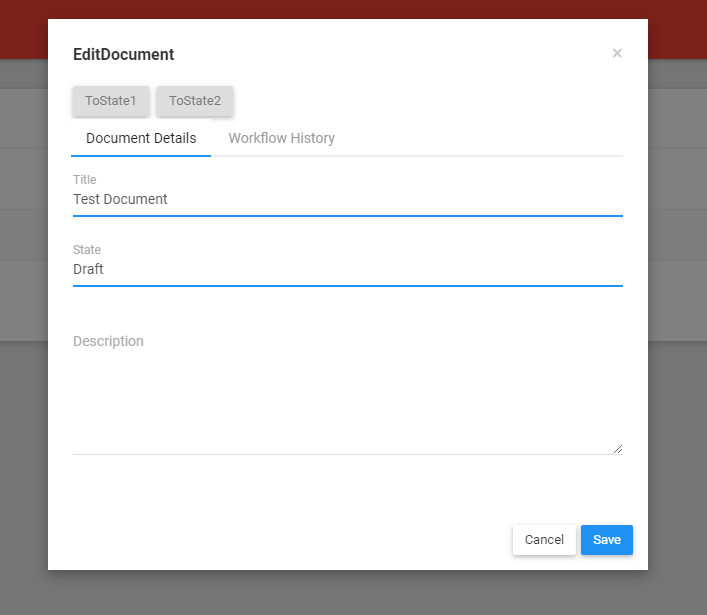 EditDocument ×
ToState1 ToState2
Document Details Workflow History
Title
Test Document
State
Draft
Description
Cancel Save